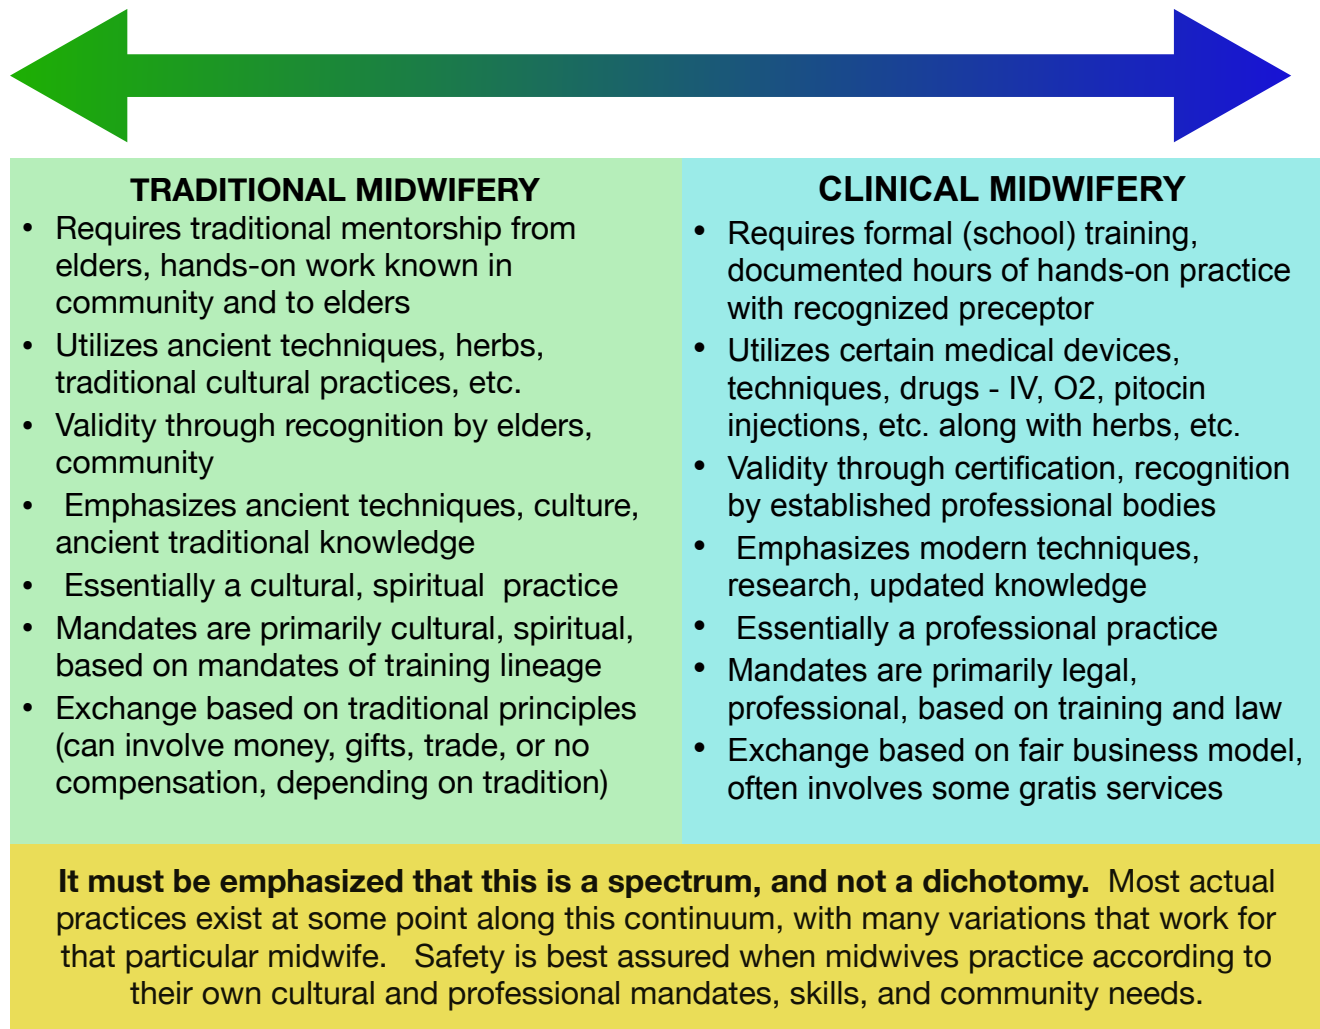 TRADITIONAL MIDWIFERY
• Requires traditional mentorship from
elders, hands-on work known in
community and to elders
• Utilizes ancient techniques, herbs,
traditional cultural practices, etc.
• Validity through recognition by elders,
community
• Emphasizes ancient techniques, culture,
ancient traditional knowledge
• Essentially a cultural, spiritual practice
• Mandates are primarily cultural, spiritual,
based on mandates of training lineage
• Exchange based on traditional principles
(can involve money, gifts, trade, or no
compensation, depending on tradition)
CLINICAL MIDWIFERY
• Requires formal (school) training,
documented hours of hands-on practice
with recognized preceptor
• Utilizes certain medical devices,
techniques, drugs - IV, O2, pitocin
injections, etc. along with herbs, etc.
• Validity through certification, recognition
by established professional bodies
• Emphasizes modern techniques,
research, updated knowledge
• Essentially a professional practice
• Mandates are primarily legal,
professional, based on training and law
• Exchange based on fair business model,
often involves some gratis services
It must be emphasized that this is a spectrum, and not a dichotomy. Most actual
practices exist at some point along this continuum, with many variations that work for
that particular midwife. Safety is best assured when midwives practice according to
their own cultural and professional mandates, skills, and community needs.